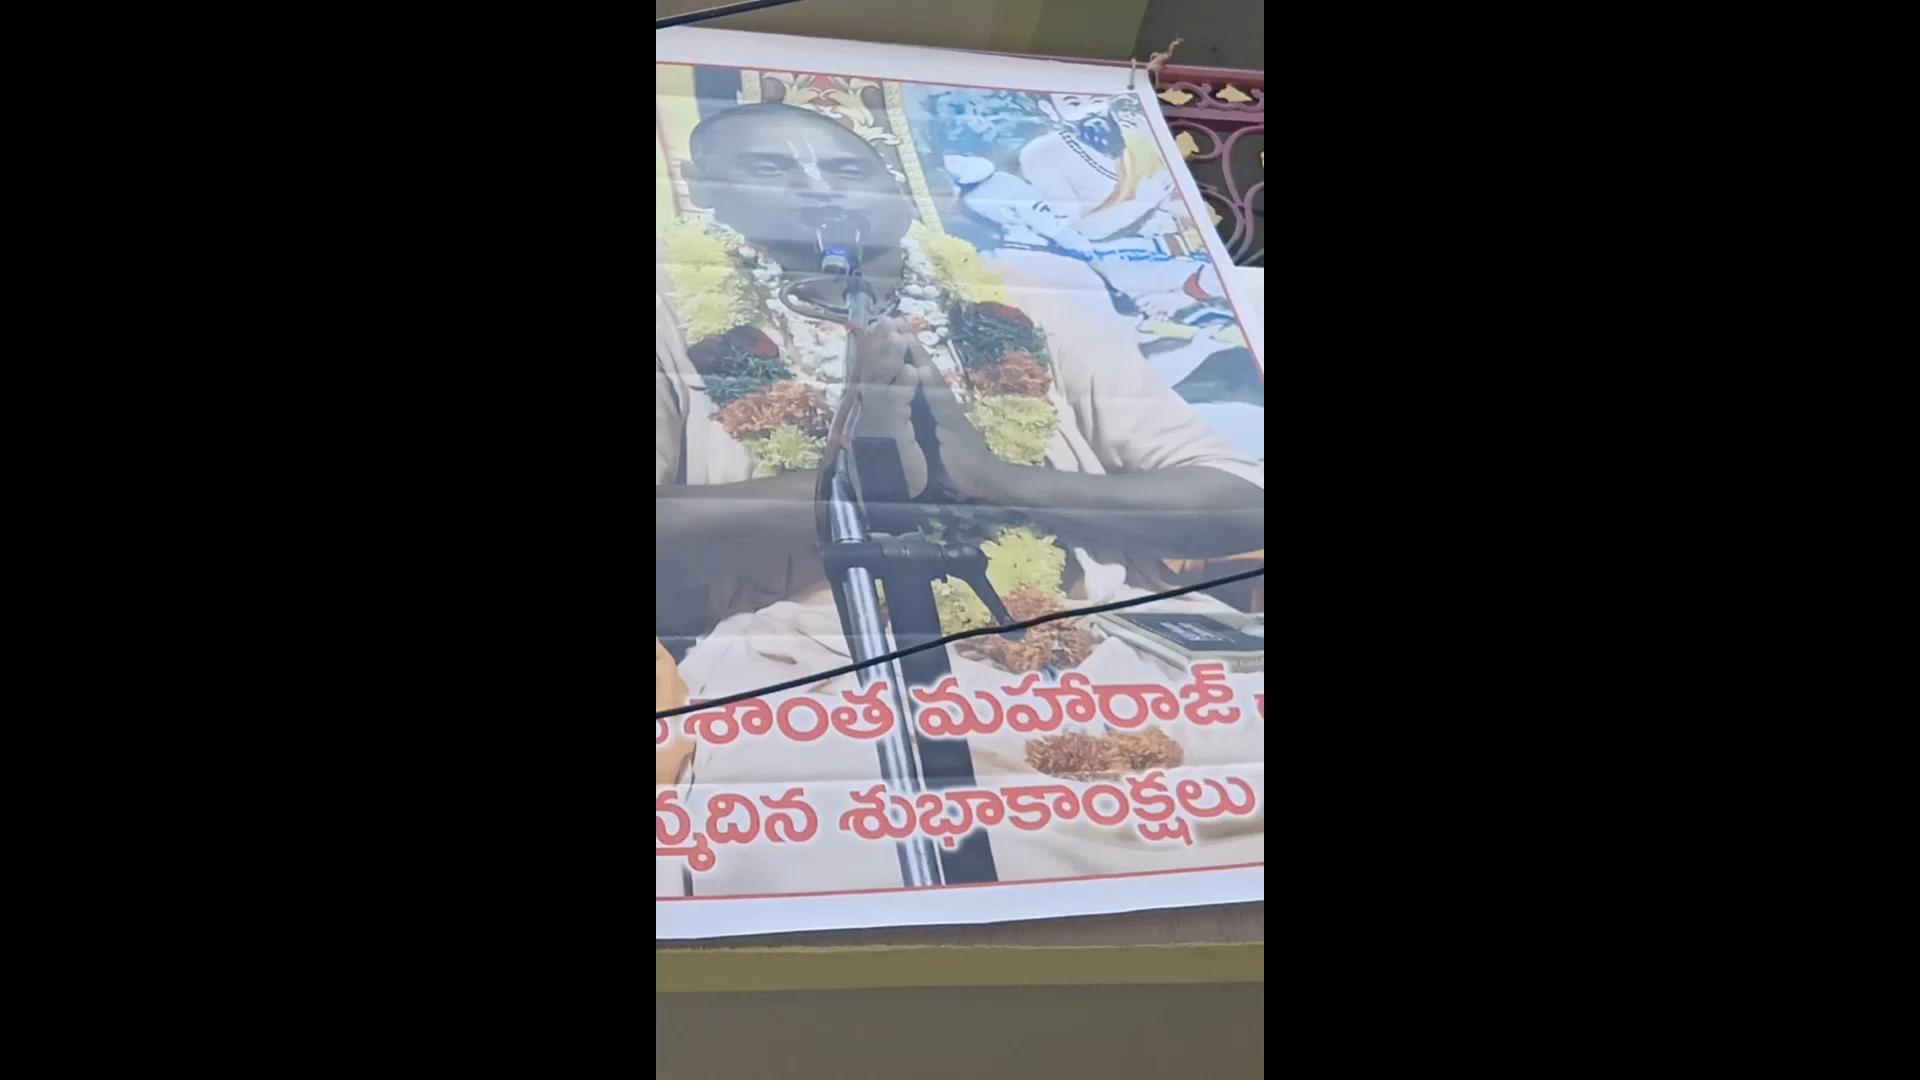 శాంత మహారాజ్
న్మదిన శుభాకాంక్షలు